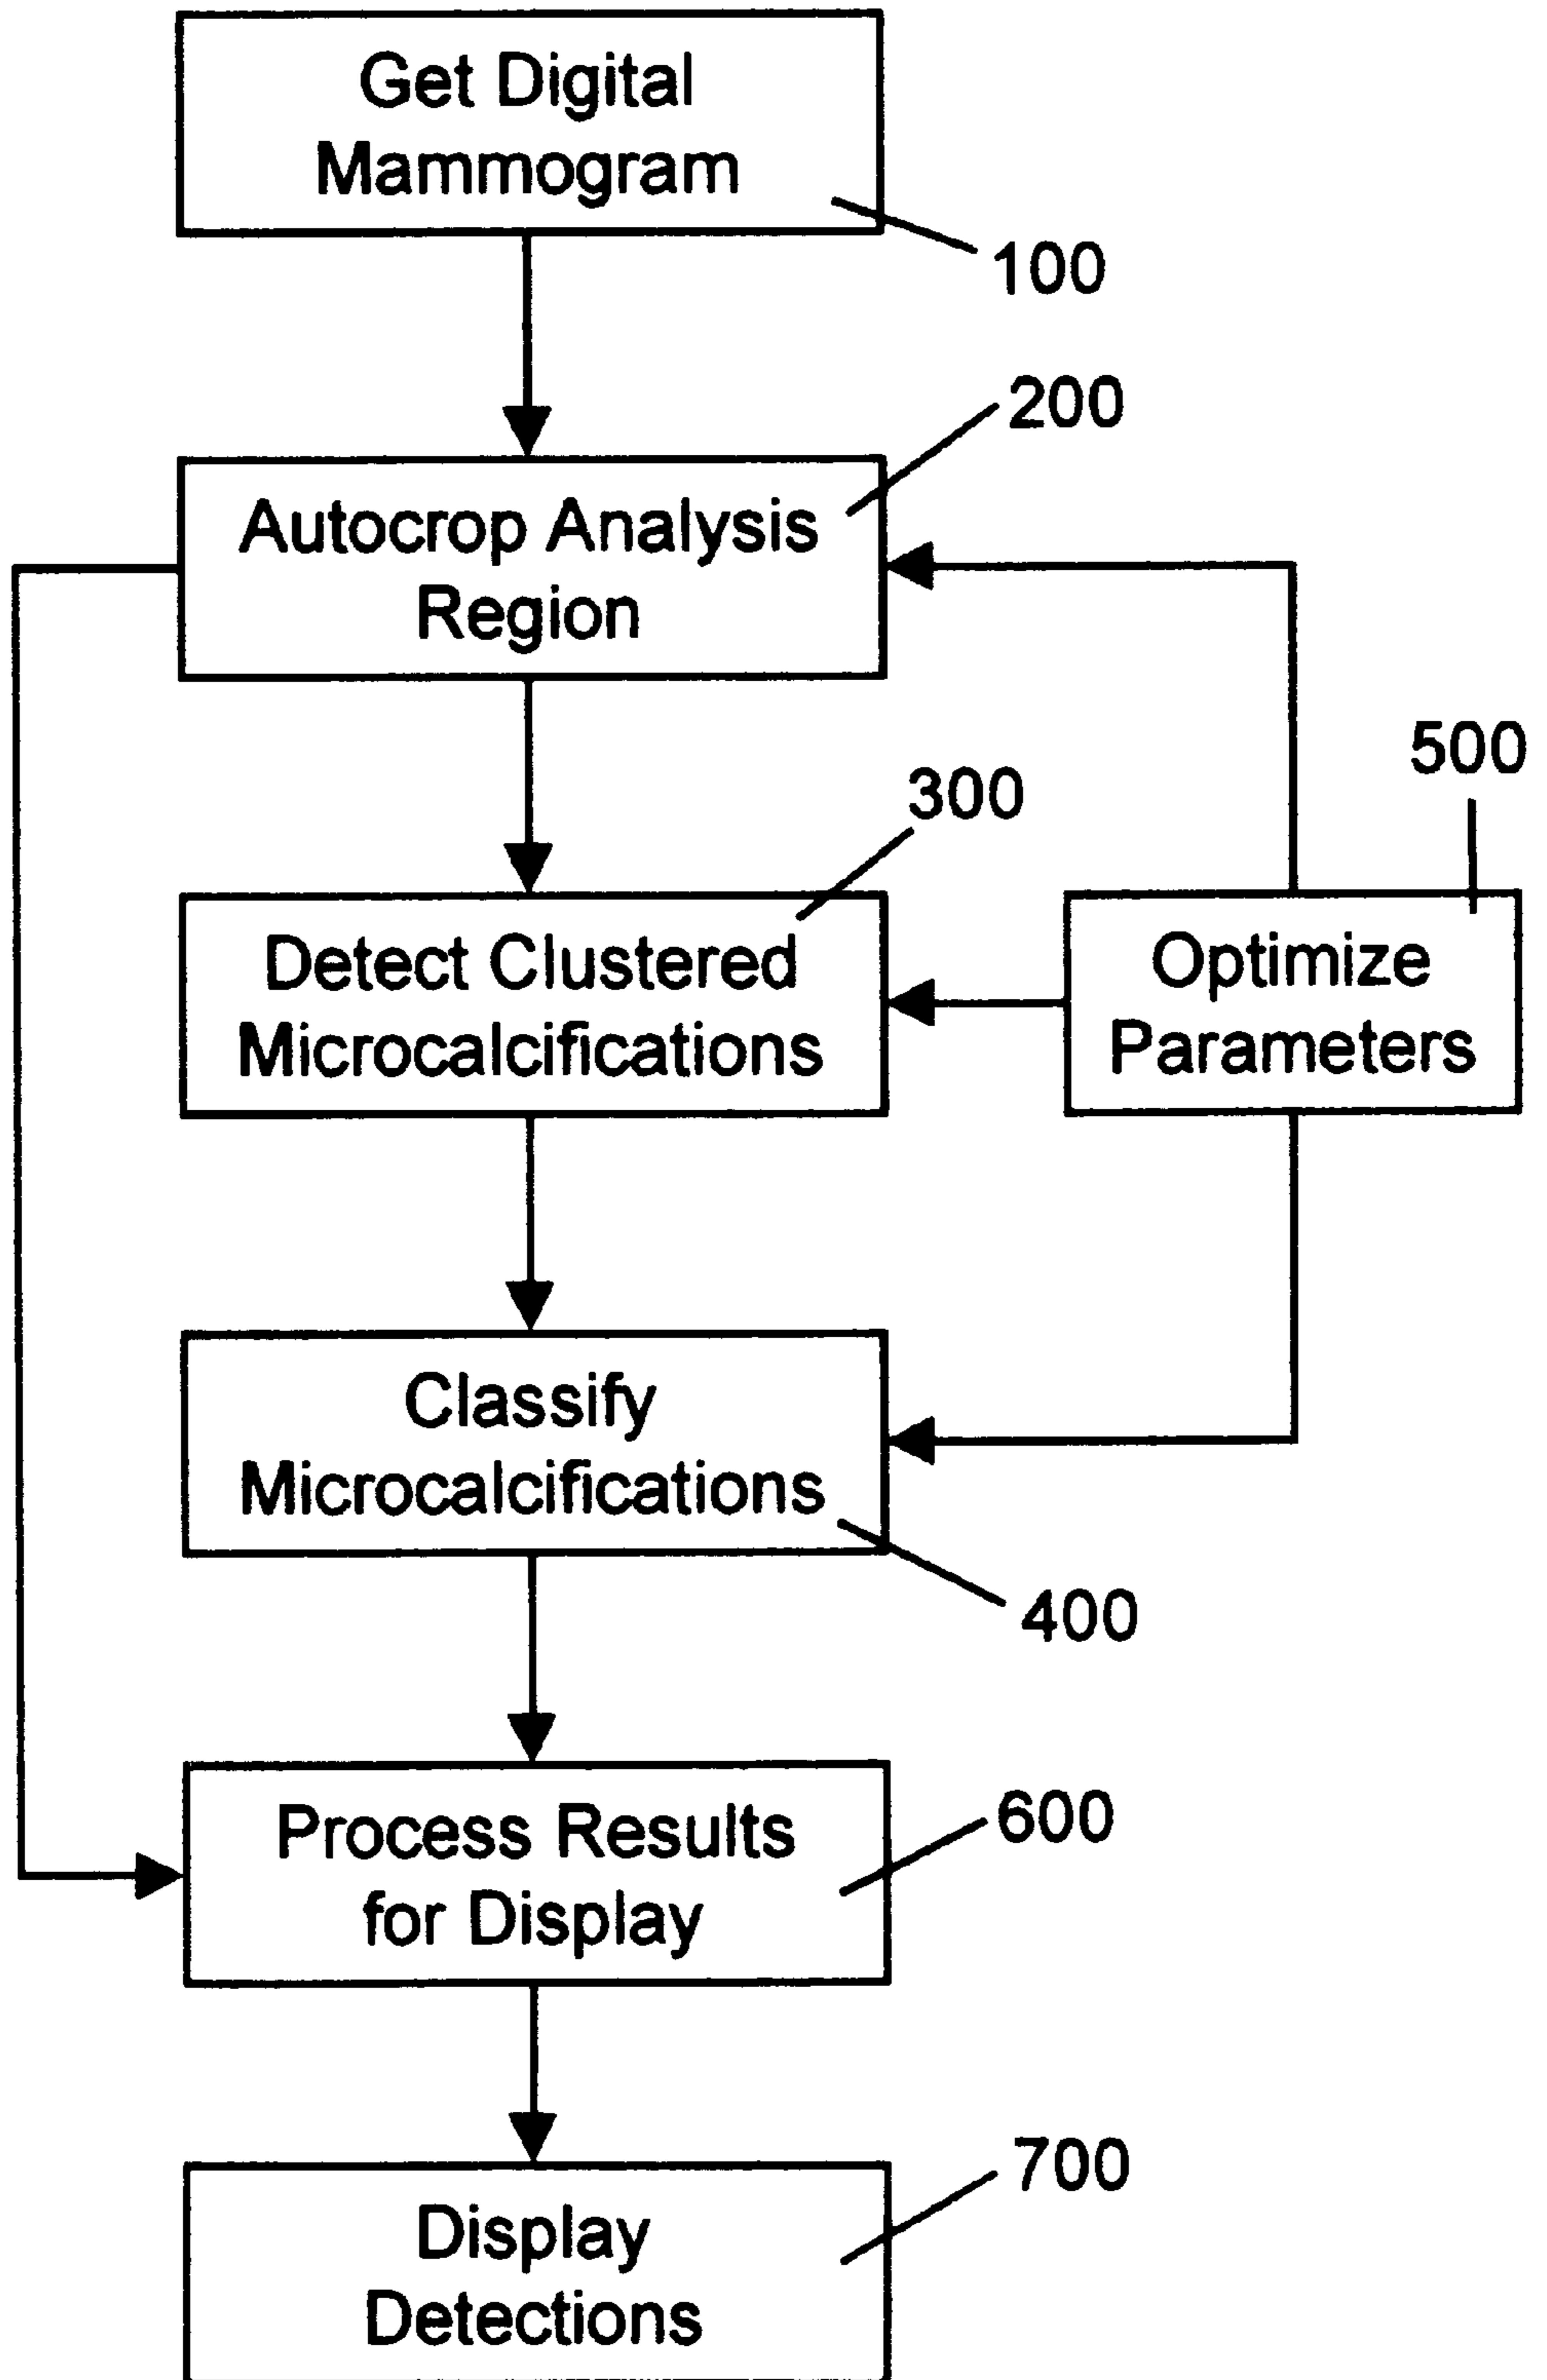 Get Digital
Mammogram
100
200
Autocrop Analysis
Region
500
300
Detect Clustered
Microcalcifications
Optimize
Parameters
Classify
Microcalcifications
400
Process Results
for Display
600
700
Display
Detections